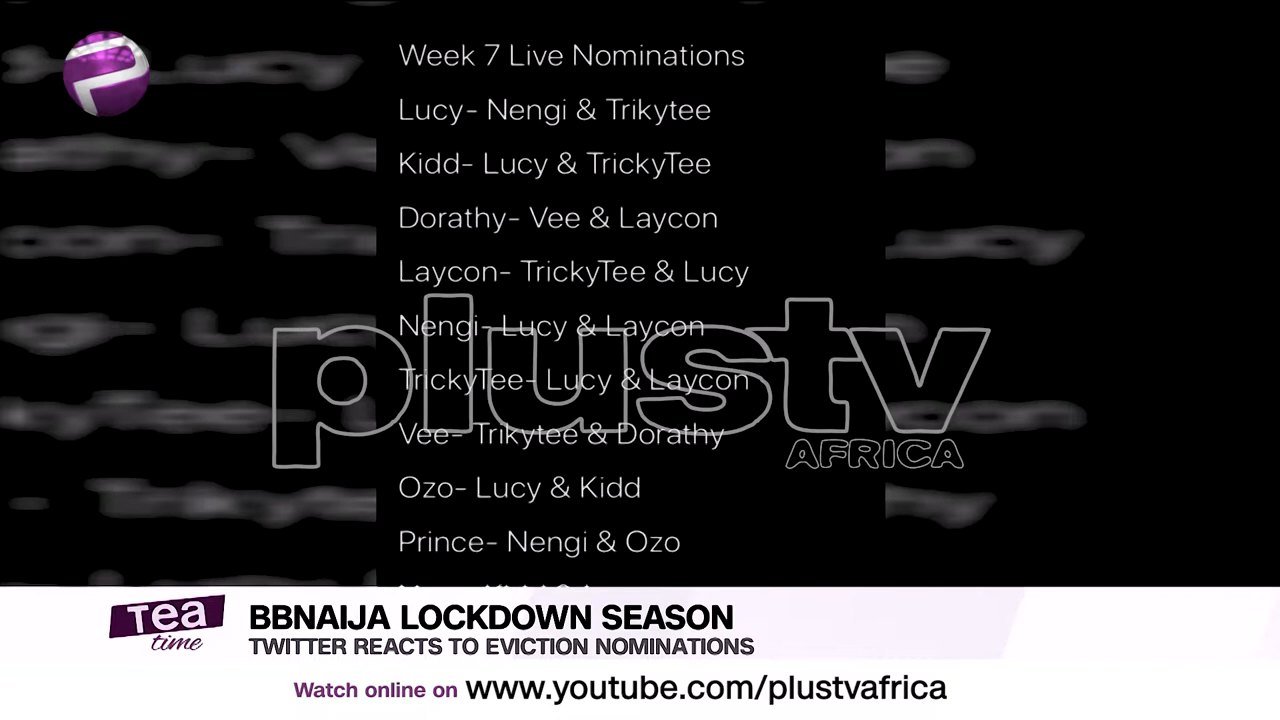 Week 7 Live Nominations
Lucy- Nengi & Trikytee
Kidd- Lucy & TrickyTee
Dorathy- Vee & Laycon
Laycon- TrickyTee & Lucy
Nengi- Lucy & Laycon
TrickyTee- Lucy & Laycon
Vee- Trikytee & Dorathy
Ozo- Lucy & Kidd
Prince- Nengi & Ozo
plustv
AFRICA
Tea
time
BBNAIJA LOCKDOWN SEASON
TWITTER REACTS TO EVICTION NOMINATIONS
Watch online on www.youtube.com/plustvafrica